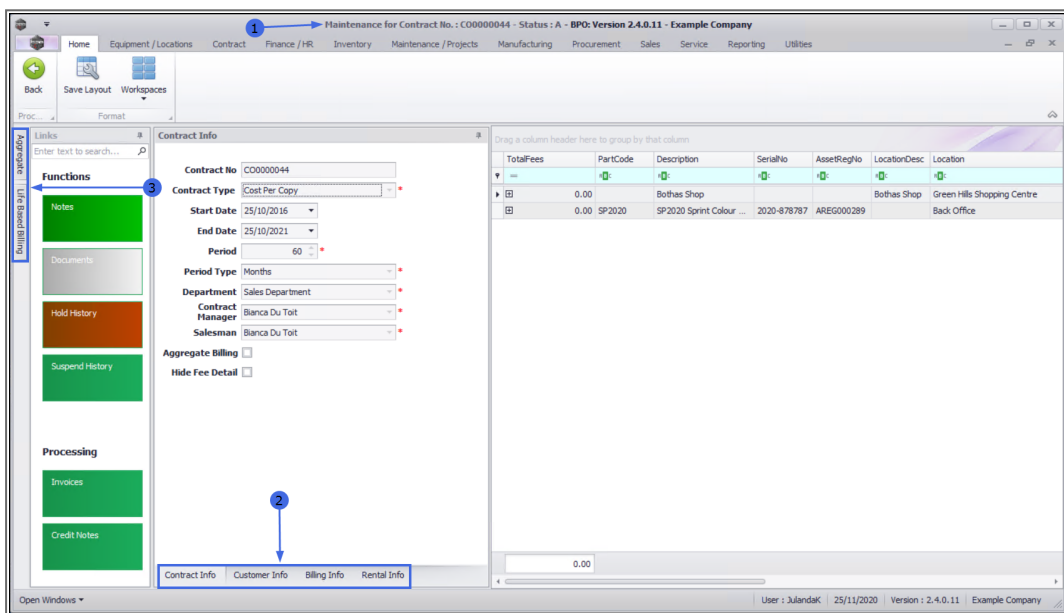 Maintenance for Contract No. : CO0000044 - Status : A - BPO: Version 2.4.0.11 - Example Company
1
Home Equipment / Locations Contract Finance / HR Inventory Maintenance / Projects Manufacturing Procurement Sales Service Reporting Utilities
Back Save Layout Workspaces
Proc... Format
Aggregate
Life Based Billing
3
Links
Enter text to search...
Functions
Notes
Documents
Hold History
Suspend History
Processing
Invoices
Credit Notes
Contract Info
Contract No CO0000044
Contract Type Cost Per Copy *
Start Date 25/10/2016
End Date 25/10/2021
Period 60 *
Period Type Months *
Department Sales Department *
Contract Manager Bianca Du Toit *
Salesman Bianca Du Toit *
Aggregate Billing
Hide Fee Detail
2
Contract Info Customer Info Billing Info Rental Info
Drag a column header here to group by that column
TotalFees PartCode Description SerialNo AssetRegNo LocationDesc Location
0.00 Bothas Shop Bothas Shop Green Hills Shopping Centre
0.00 SP2020 SP2020 Sprint Colour ... 2020-878787 AREG000289 Back Office
0.00
Open Windows User : JulandaK 25/11/2020 Version : 2.4.0.11 Example Company